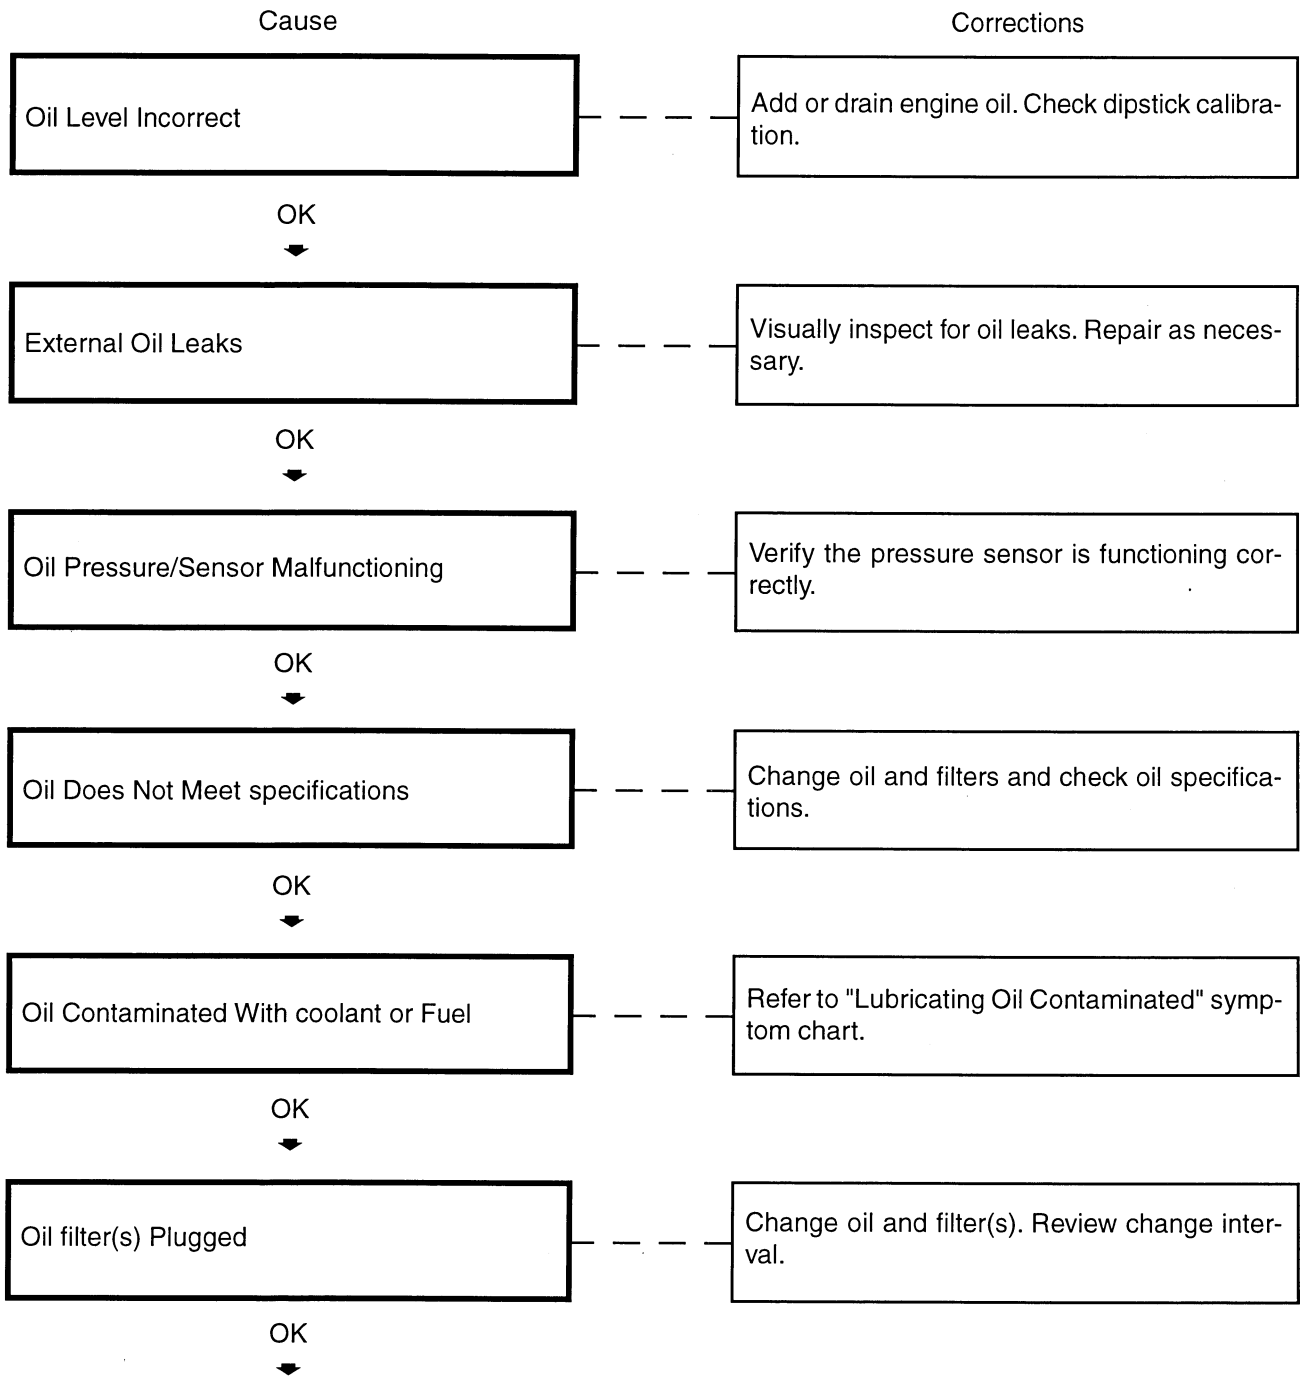 Cause
Corrections
Oil Level Incorrect
Add or drain engine oil. Check dipstick calibra-
tion.
OK
External Oil Leaks
Visually inspect for oil leaks. Repair as neces-
sary.
OK
Oil Pressure/Sensor Malfunctioning
Verify the pressure sensor is functioning cor-
rectly.
OK
Oil Does Not Meet specifications
Change oil and filters and check oil specifica-
tions.
OK
Oil Contaminated With coolant or Fuel
Refer to "Lubricating Oil Contaminated" symp-
tom chart.
OK
Oil filter(s) Plugged
Change oil and filter(s). Review change inter-
val.
OK